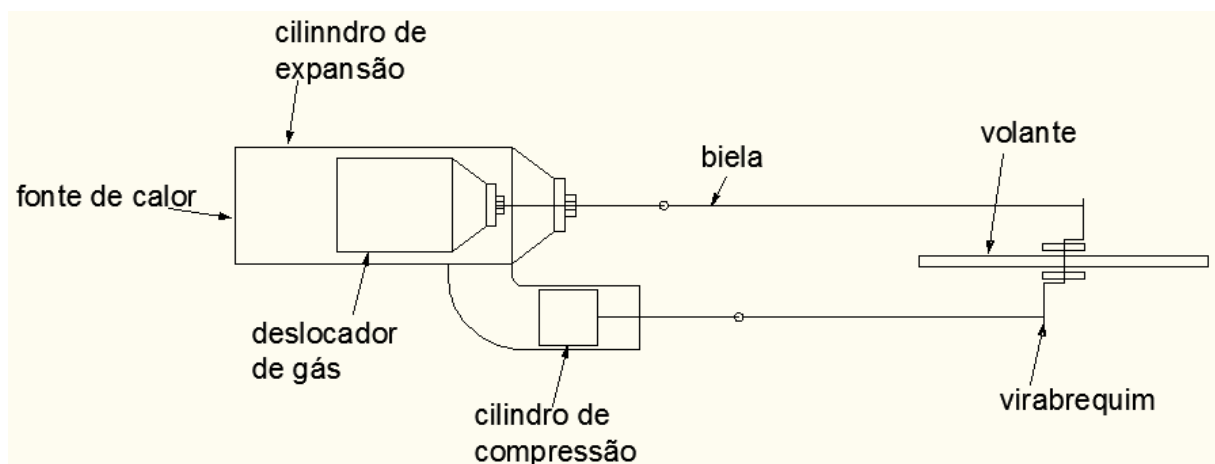 cilinndro de
expansão
volante
biela
fonte de calor
deslocador
de gás
cilindro de
compressão
virabrequim